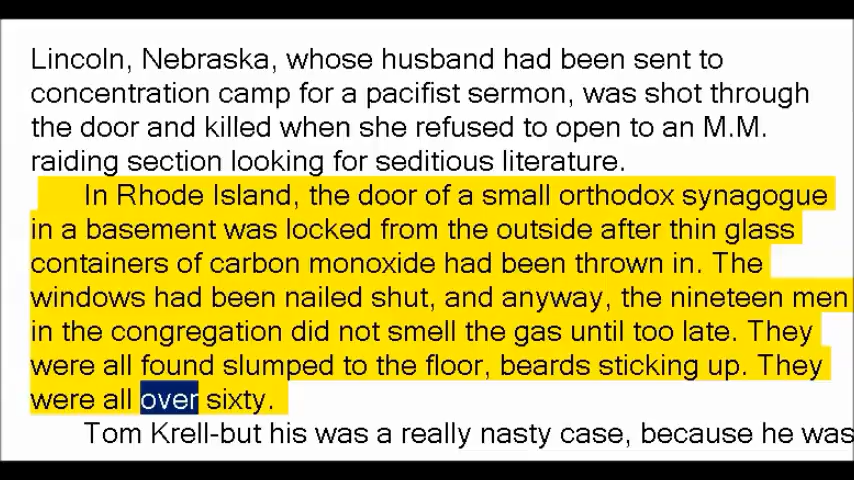 Lincoln, Nebraska, whose husband had been sent to
concentration camp for a pacifist sermon, was shot through
the door and killed when she refused to open to an M.M.
raiding section looking for seditious literature.
In Rhode Island, the door of a small orthodox synagogue
in a basement was locked from the outside after thin glass
containers of carbon monoxide had been thrown in. The
windows had been nailed shut, and anyway, the nineteen men
in the congregation did not smell the gas until too late. They
were all found slumped to the floor, beards sticking up. They
were all over sixty.
Tom Krell-but his was a really nasty case, because he was